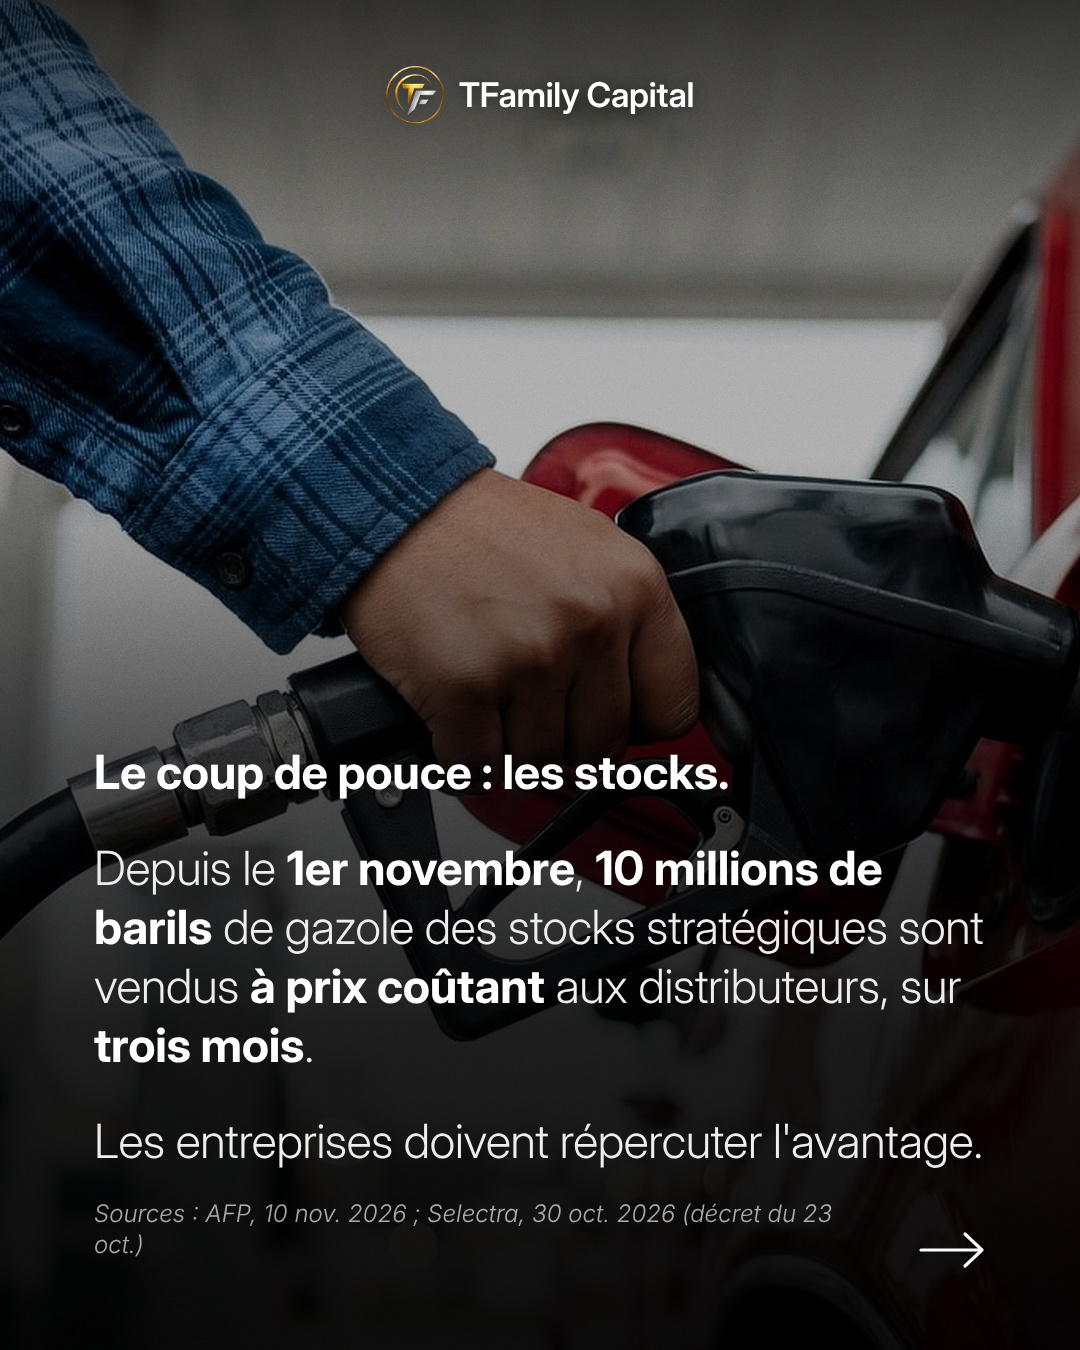 TF TFamily Capital
Le coup de pouce : les stocks.
Depuis le 1er novembre, 10 millions de
barils de gazole des stocks stratégiques sont
vendus à prix coûtant aux distributeurs, sur
trois mois.
Les entreprises doivent répercuter l'avantage.
Sources : AFP, 10 nov. 2026 ; Selectra, 30 oct. 2026 (décret du 23
oct.)